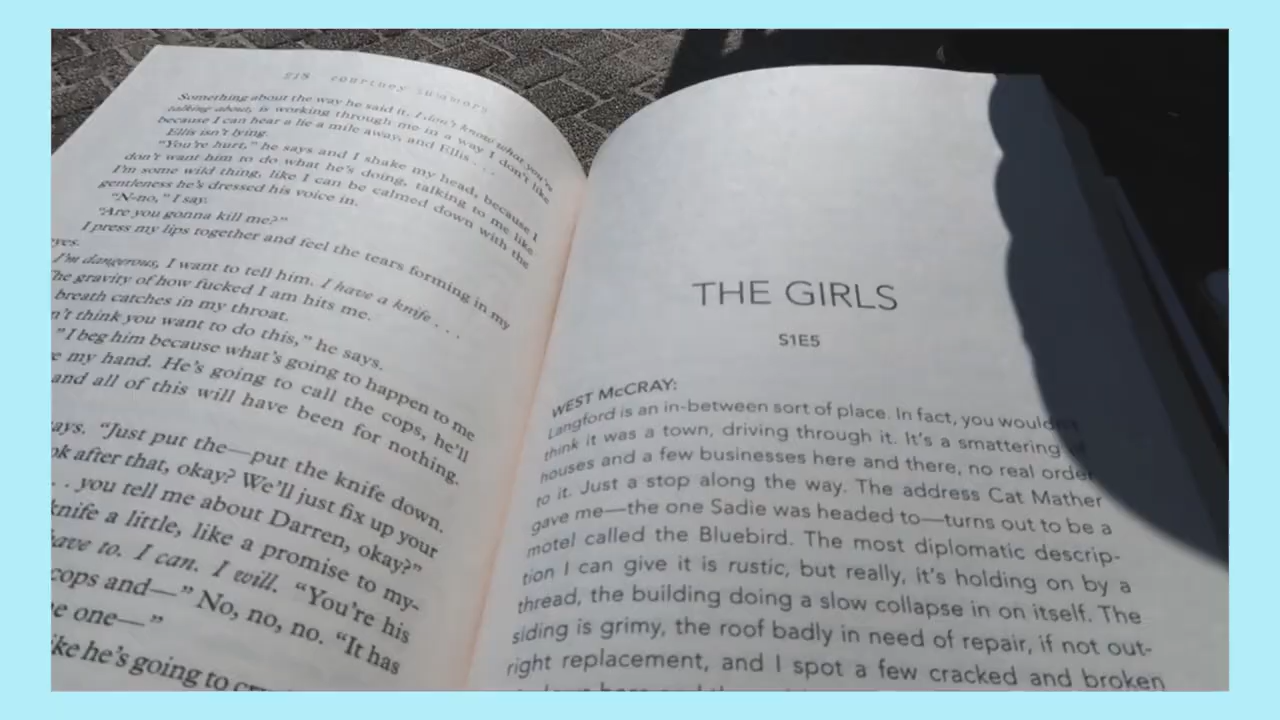 218 courtney summers
Something about the way he said it, I don't know what you're
talking about, is working through me in a way I don't like
because I can hear a lie a mile away, and Ellis . . .
Ellis isn't lying.
"You're hurt," he says and I shake my head, because I
don't want him to do what he's doing, talking to me like
I'm some wild thing, like I can be calmed down with the
gentleness he's dressed his voice in.
"N-no," I say.
"Are you gonna kill me?"
I press my lips together and feel the tears forming in my
yes.
I'm dangerous, I want to tell him. I have a knife . . .
The gravity of how fucked I am hits me.
breath catches in my throat.
n't think you want to do this," he says.
" I beg him because what's going to happen to me
e my hand. He's going to call the cops, he'll
and all of this will have been for nothing.
ays. "Just put the—put the knife down.
ok after that, okay? We'll just fix up your
. . you tell me about Darren, okay?"
knife a little, like a promise to my-
ave to. I can. I will. "You're his
cops and—" No, no, no. "It has
e one—"
ike he's going to
THE GIRLS
S1E5
WEST McCRAY:
Langford is an in-between sort of place. In fact, you wouldn't
think it was a town, driving through it. It's a smattering of
houses and a few businesses here and there, no real order
to it. Just a stop along the way. The address Cat Mather
gave me—the one Sadie was headed to—turns out to be a
motel called the Bluebird. The most diplomatic descrip-
tion I can give it is rustic, but really, it's holding on by a
thread, the building doing a slow collapse in on itself. The
siding is grimy, the roof badly in need of repair, if not out-
right replacement, and I spot a few cracked and broken